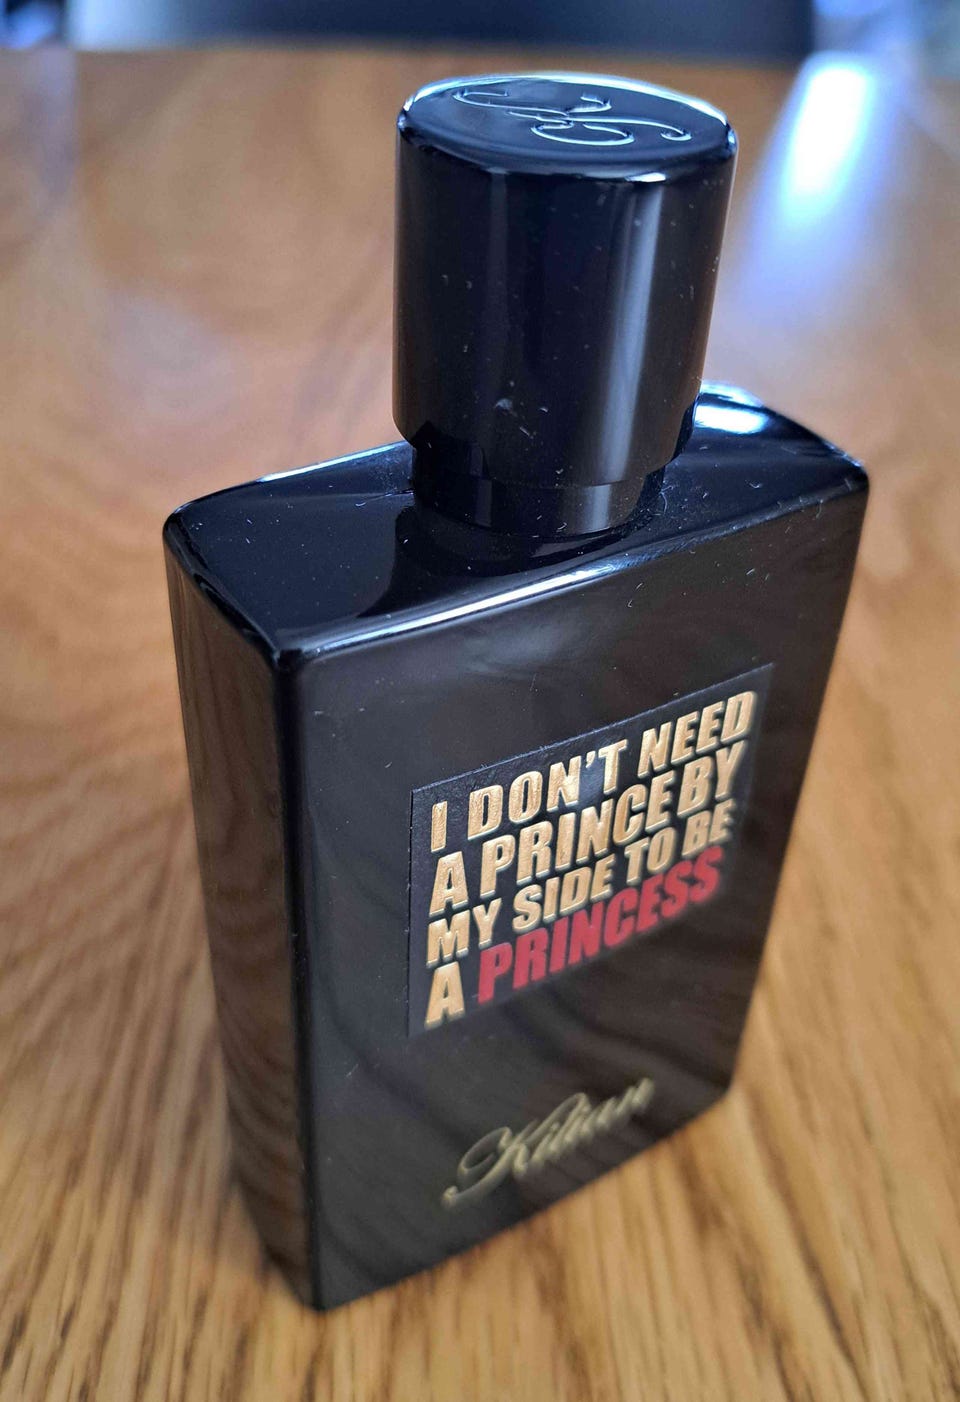 I DON'T NEED
A PRINCE BY
MY SIDE TO BE
A PRINCESS
Kilian